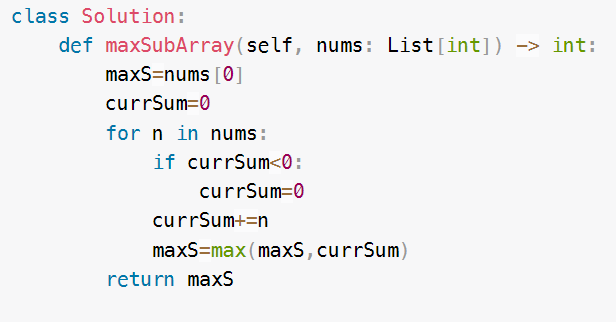 class Solution:
    def maxSubArray(self, nums: List[int]) -> int:
        maxS=nums[0]
        currSum=0
        for n in nums:
            if currSum<0:
                currSum=0
            currSum+=n
            maxS=max(maxS,currSum)
        return maxS